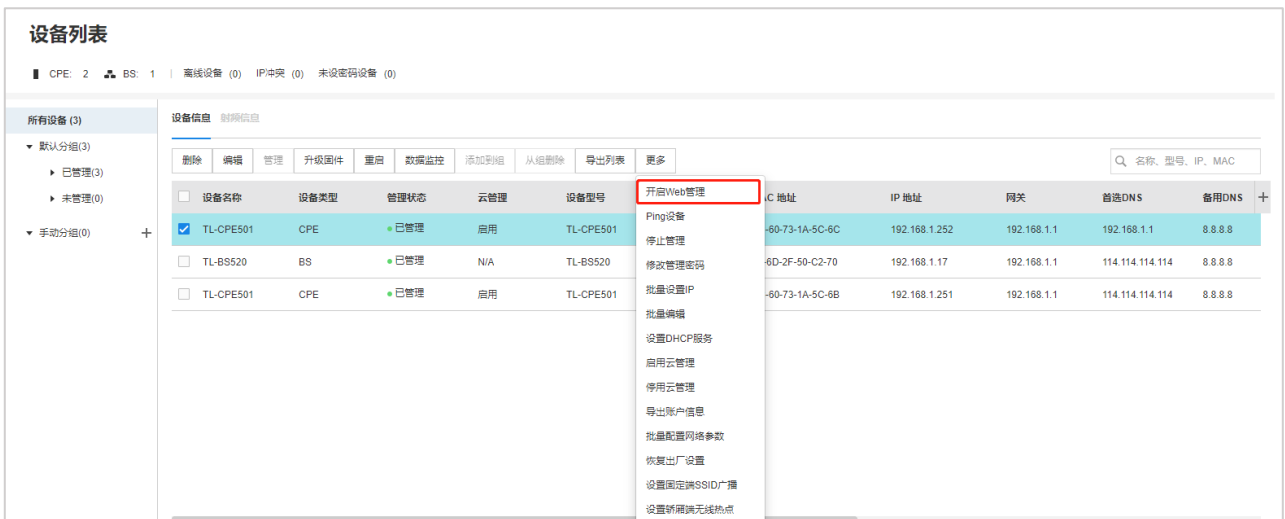 设备列表
CPE: 2 BS: 1 | 离线设备 (0) IP冲突 (0) 未设密码设备 (0)
所有设备 (3)
默认分组(3)
已管理(3)
未管理(0)
手动分组(0) +
设备信息 射频信息
删除 编辑 管理 升级固件 重启 数据监控 添加到组 从组删除 导出列表 更多
名称、型号、IP、MAC
设备名称 设备类型 管理状态 云管理 设备型号 AC 地址 IP 地址 网关 首选DNS 备用DNS +
TL-CPE501 CPE 已管理 启用 TL-CPE501 -60-73-1A-5C-6C 192.168.1.252 192.168.1.1 192.168.1.1 8.8.8.8
TL-BS520 BS 已管理 N/A TL-BS520 -6D-2F-50-C2-70 192.168.1.17 192.168.1.1 114.114.114.114 8.8.8.8
TL-CPE501 CPE 已管理 启用 TL-CPE501 -60-73-1A-5C-6B 192.168.1.251 192.168.1.1 114.114.114.114 8.8.8.8
开启Web管理
Ping设备
停止管理
修改管理密码
批量设置IP
批量编辑
设置DHCP服务
启用云管理
停用云管理
导出账户信息
批量配置网络参数
恢复出厂设置
设置固定端SSID广播
设置轿厢端无线热点